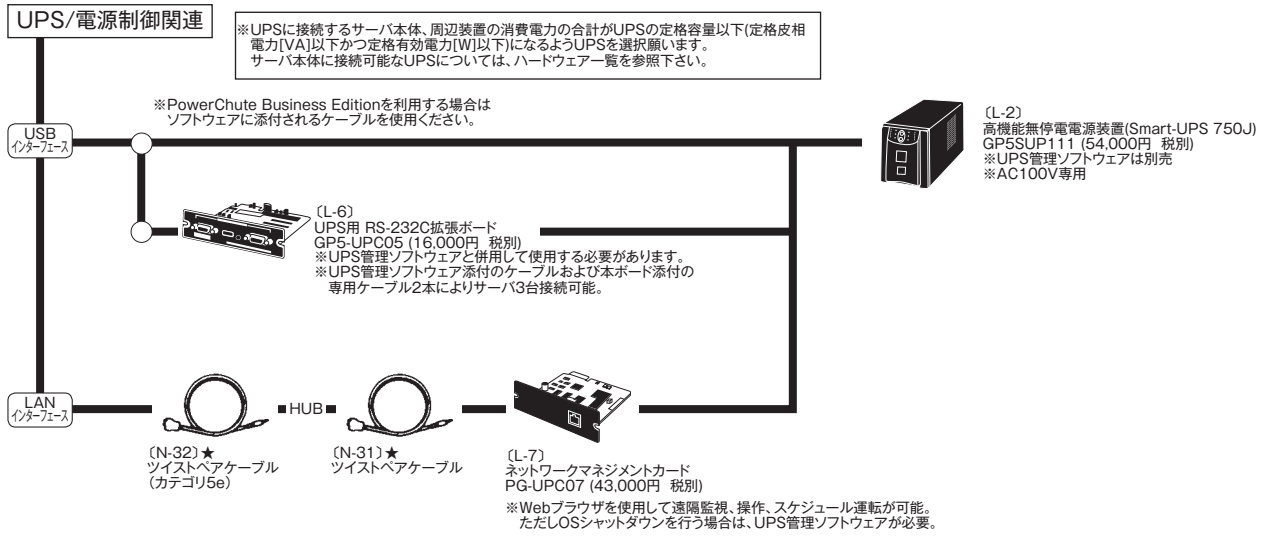 UPS/電源制御関連
※UPSに接続するサーバ本体、周辺装置の消費電力の合計がUPSの定格容量以下(定格皮相
電力[VA]以下かつ定格有効電力[W]以下)になるようUPSを選択願います。
サーバ本体に接続可能なUPSについては、ハードウェア一覧を参照下さい。
※PowerChute Business Editionを利用する場合は
ソフトウェアに添付されるケーブルを使用ください。
USB
インターフェース
〔L-2〕
高機能無停電電源装置(Smart-UPS 750J)
GP5SUP111 (54,000円 税別)
※UPS管理ソフトウェアは別売
※AC100V専用
〔L-6〕
UPS用 RS-232C拡張ボード
GP5-UPC05 (16,000円 税別)
※UPS管理ソフトウェアと併用して使用する必要があります。
※UPS管理ソフトウェア添付のケーブルおよび本ボード添付の
専用ケーブル2本によりサーバ3台接続可能。
LAN
インターフェース
HUB
〔N-32〕★
ツイストペアケーブル
(カテゴリ5e)
〔N-31〕★
ツイストペアケーブル
〔L-7〕
ネットワークマネジメントカード
PG-UPC07 (43,000円 税別)
※Webブラウザを使用して遠隔監視、操作、スケジュール運転が可能。
ただしOSシャットダウンを行う場合は、UPS管理ソフトウェアが必要。